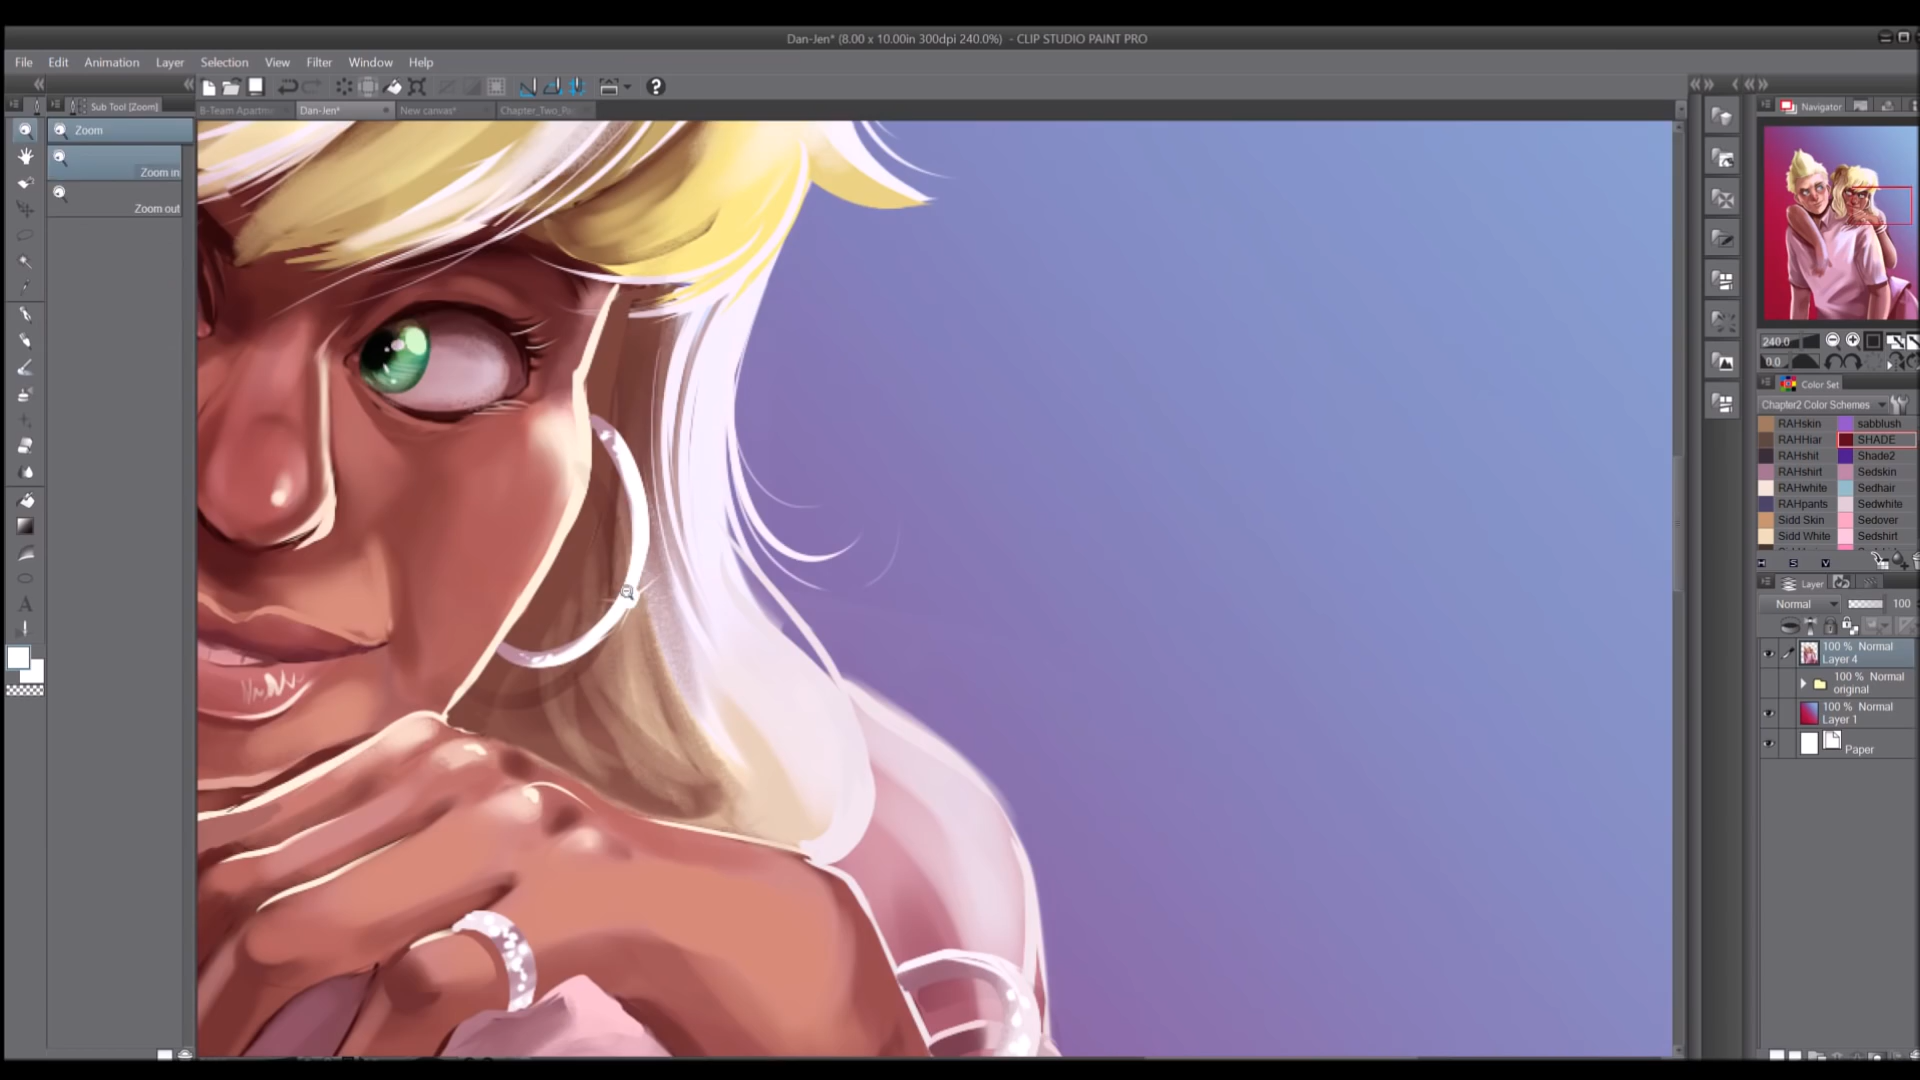 Dan-Jen* (8.00 x 10.00in 300dpi 240.0%) - CLIP STUDIO PAINT PRO
File Edit Animation Layer Selection View Filter Window Help
Sub Tool [Zoom]
B-Team Apartm
Dan-Jen*
New canvas*
Chapter_Two_Re
Navigator
Zoom
Zoom in
Zoom out
240.0
0.0
Color Set
Chapter2 Color Schemes
RAHskin sabblush
RAHHiar SHADE
RAHshit Shade2
RAHshirt Sedskin
RAHwhite Sedhair
RAHpants Sedwhite
Sidd Skin Sedover
Sidd White Sedshirt
H S V
Layer
Normal 100
100 % Normal
Layer 4
100 % Normal
original
100 % Normal
Layer 1
Paper
A